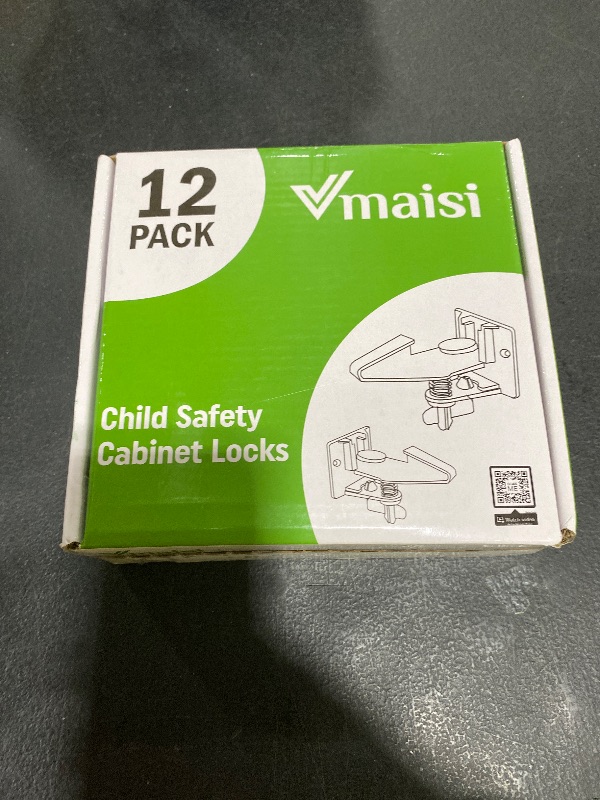 12
PACK
Vmaisi
Child Safety
Cabinet Locks